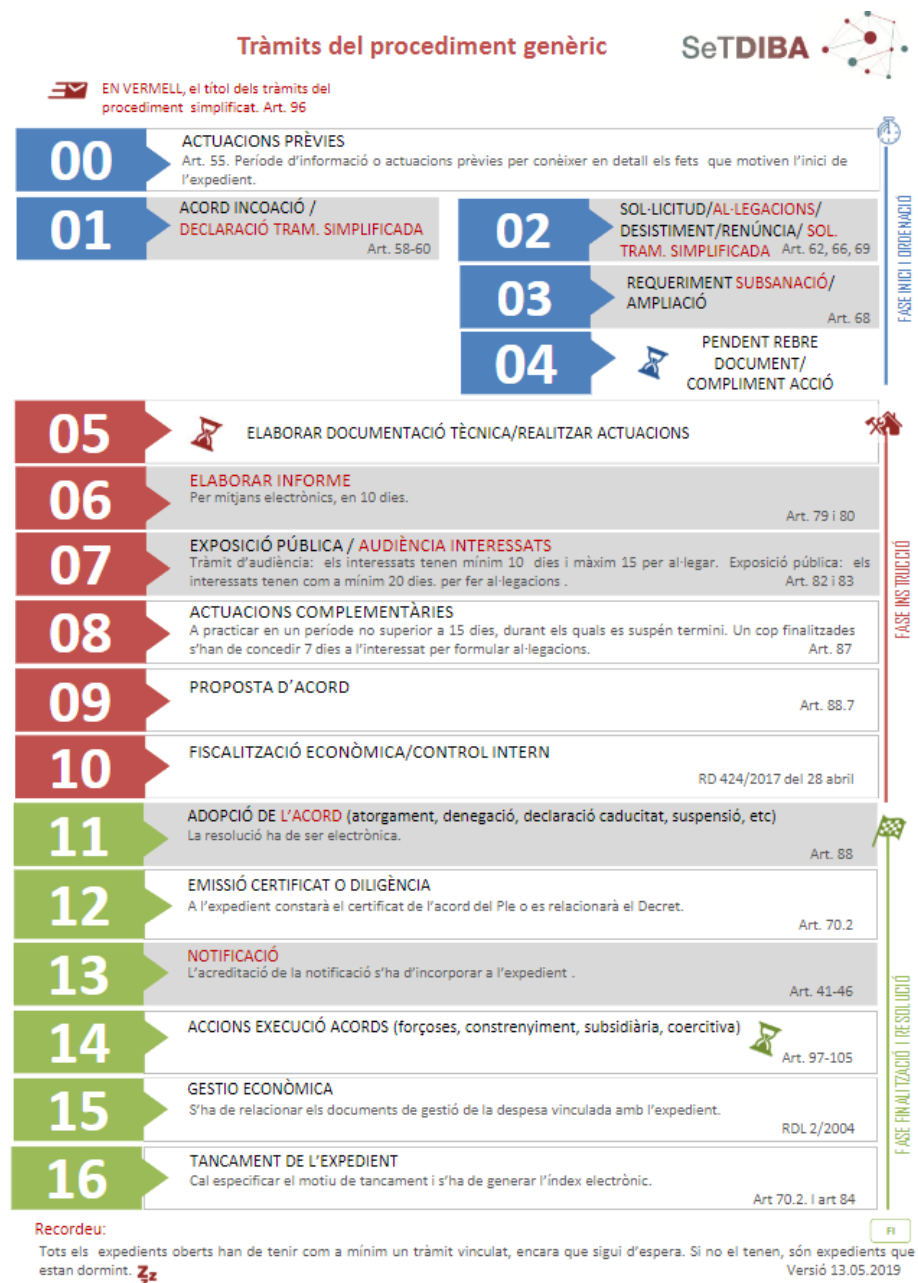 Tràmits del procediment genèric
SeTDIBA
EN VERMELL, el títol dels tràmits del
procediment simplificat. Art. 96
00
ACTUACIONS PRÈVIES
Art. 55. Període d'informació o actuacions prèvies per conèixer en detall els fets que motiven l'inici de
l'expedient.
01
ACORD INCOACIÓ /
DECLARACIÓ TRAM. SIMPLIFICADA
Art. 58-60
02
SOL·LICITUD/AL·LEGACIONS/
DESISTIMENT/RENÚNCIA/ SOL.
TRAM. SIMPLIFICADA Art. 62, 66, 69
03
REQUERIMENT SUBSANACIÓ/
AMPLIACIÓ
Art. 68
04
PENDENT REBRE
DOCUMENT/
COMPLIMENT ACCIÓ
FASE INICI I ORDENACIÓ
05
ELABORAR DOCUMENTACIÓ TÈCNICA/REALITZAR ACTUACIONS
06
ELABORAR INFORME
Per mitjans electrònics, en 10 dies.
Art. 79 i 80
07
EXPOSICIÓ PÚBLICA / AUDIÈNCIA INTERESSATS
Tràmit d'audiència: els interessats tenen mínim 10 dies i màxim 15 per al·legar. Exposició pública: els
interessats tenen com a mínim 20 dies. per fer al·legacions . Art. 82 i 83
08
ACTUACIONS COMPLEMENTÀRIES
A practicar en un període no superior a 15 dies, durant els quals es suspén termini. Un cop finalitzades
s'han de concedir 7 dies a l'interessat per formular al·legacions. Art. 87
09
PROPOSTA D'ACORD
Art. 88.7
10
FISCALITZACIÓ ECONÒMICA/CONTROL INTERN
RD 424/2017 del 28 abril
FASE INSTRUCCIÓ
11
ADOPCIÓ DE L'ACORD (atorgament, denegació, declaració caducitat, suspensió, etc)
La resolució ha de ser electrònica.
Art. 88
12
EMISSIÓ CERTIFICAT O DILIGÈNCIA
A l'expedient constarà el certificat de l'acord del Ple o es relacionarà el Decret.
Art. 70.2
13
NOTIFICACIÓ
L'acreditació de la notificació s'ha d'incorporar a l'expedient .
Art. 41-46
14
ACCIONS EXECUCIÓ ACORDS (forçoses, constrenyiment, subsidiària, coercitiva)
Art. 97-105
15
GESTIO ECONÒMICA
S'ha de relacionar els documents de gestió de la despesa vinculada amb l'expedient.
RDL 2/2004
16
TANCAMENT DE L'EXPEDIENT
Cal especificar el motiu de tancament i s'ha de generar l'índex electrònic.
Art 70.2. I art 84
FASE FINALITZACIÓ I RESOLUCIÓ
FI
Recordeu:
Tots els expedients oberts han de tenir com a mínim un tràmit vinculat, encara que sigui d'espera. Si no el tenen, són expedients que
estan dormint. Zzz
Versió 13.05.2019